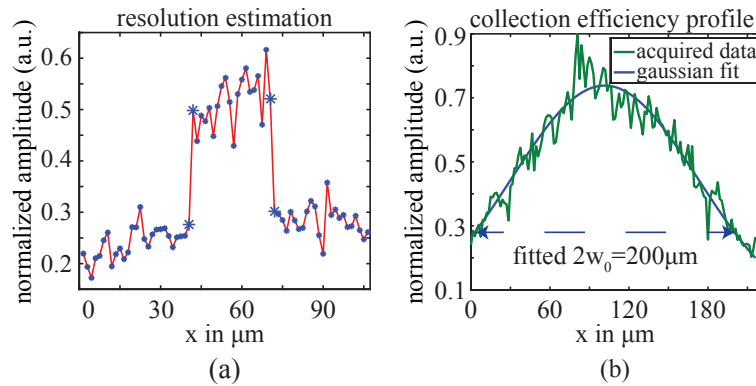 resolution estimation
normalized amplitude (a.u.)
0.6
0.5
0.4
0.3
0.2
0 30 60 90
x in μm
(a)
collection efficiency profile
normalized amplitude (a.u.)
0.9
0.7
0.5
0.3
0.1
acquired data
gaussian fit
fitted 2w0=200μm
0 60 120 180
x in μm
(b)